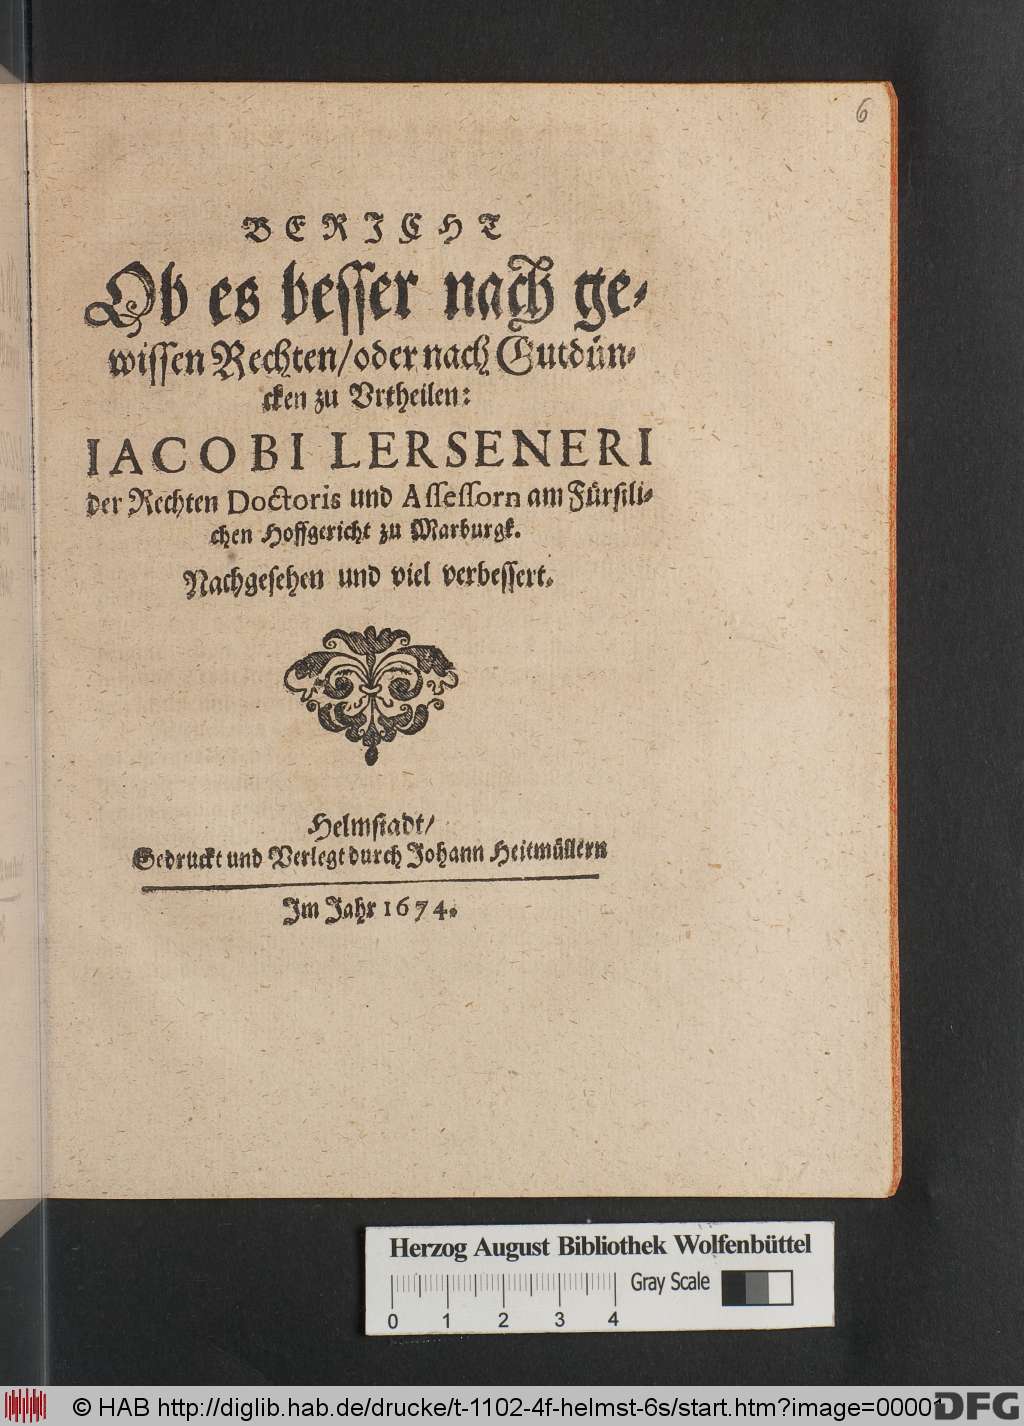 6
BERICHT
Ob es besser nach ge-
wissen Rechten/ oder nach Gutdün-
cken zu Vrtheilen:
IACOBI LERSENERI
der Rechten Doctoris und Assessorn am Fürstli-
chen Hoffgericht zu Marburgk.
Nachgesehen und viel verbessert.
Helmstadt/
Gedruckt und Verlegt durch Johann Heitmüllern
Im Jahr 1674.
Herzog August Bibliothek Wolfenbüttel
Gray Scale
0 1 2 3 4
© HAB http://diglib.hab.de/drucke/t-1102-4f-helmst-6s/start.htm?image=00001
DFG